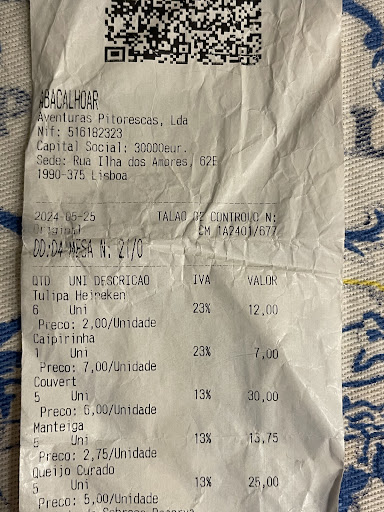 ABACALHOAR
Aventuras Pitorescas, Lda
Nif: 516182323
Capital Social: 30000eur.
Sede: Rua Ilha dos Amores, 62E
1990-375 Lisboa
2024-05-25 TALAO DE CONTROLO N:
Original CM 1A2401/677
DD:D4 MESA N: 21/0
QTD UNI DESCRICAO IVA VALOR
Tulipa Heineken
6 Uni 23% 12,00
Preco: 2,00/Unidade
Caipirinha
1 Uni 23% 7,00
Preco: 7,00/Unidade
Couvert
5 Uni 13% 30,00
Preco: 6,00/Unidade
Manteiga
5 Uni 13% 13,75
Preco: 2,75/Unidade
Queijo Curado
5 Uni 13% 25,00
Preco: 5,00/Unidade